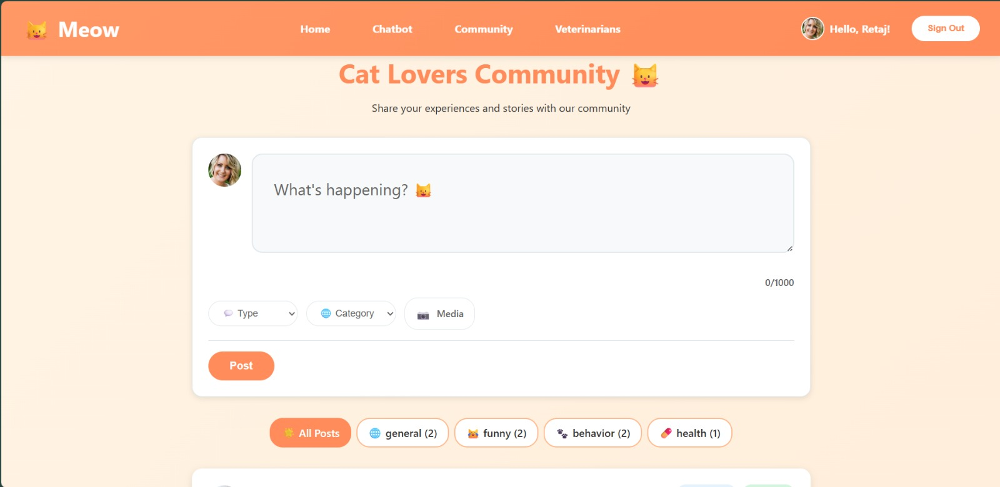 Meow
Home Chatbot Community Veterinarians
Hello, Retaj!
Sign Out
Cat Lovers Community
Share your experiences and stories with our community
What's happening?
0/1000
Type Category Media
Post
All Posts general (2) funny (2) behavior (2) health (1)